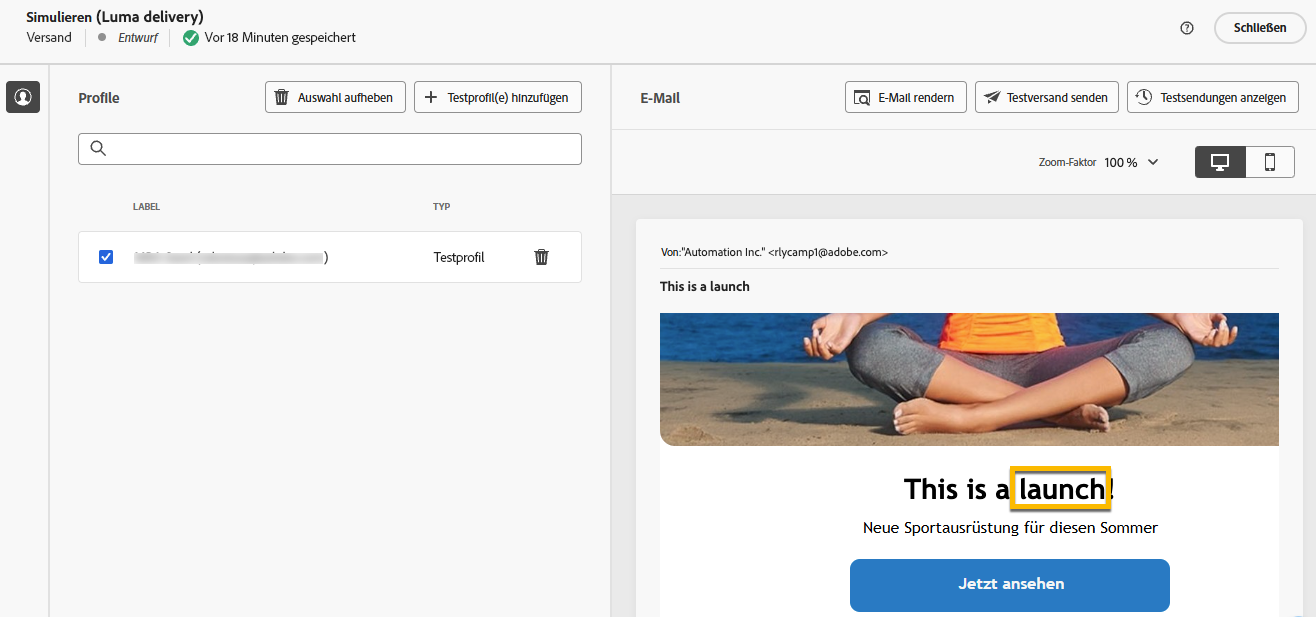 Simulieren (Luma delivery)
Versand Entwurf Vor 18 Minuten gespeichert
Schließen
Profile
Auswahl aufheben
Testprofil(e) hinzufügen
E-Mail
E-Mail rendern
Testversand senden
Testsendungen anzeigen
Zoom-Faktor 100 %
LABEL TYP
Testprofil
Von:"Automation Inc." <rlycamp1@adobe.com>
This is a launch
This is a launch!
Neue Sportausrüstung für diesen Sommer
Jetzt ansehen